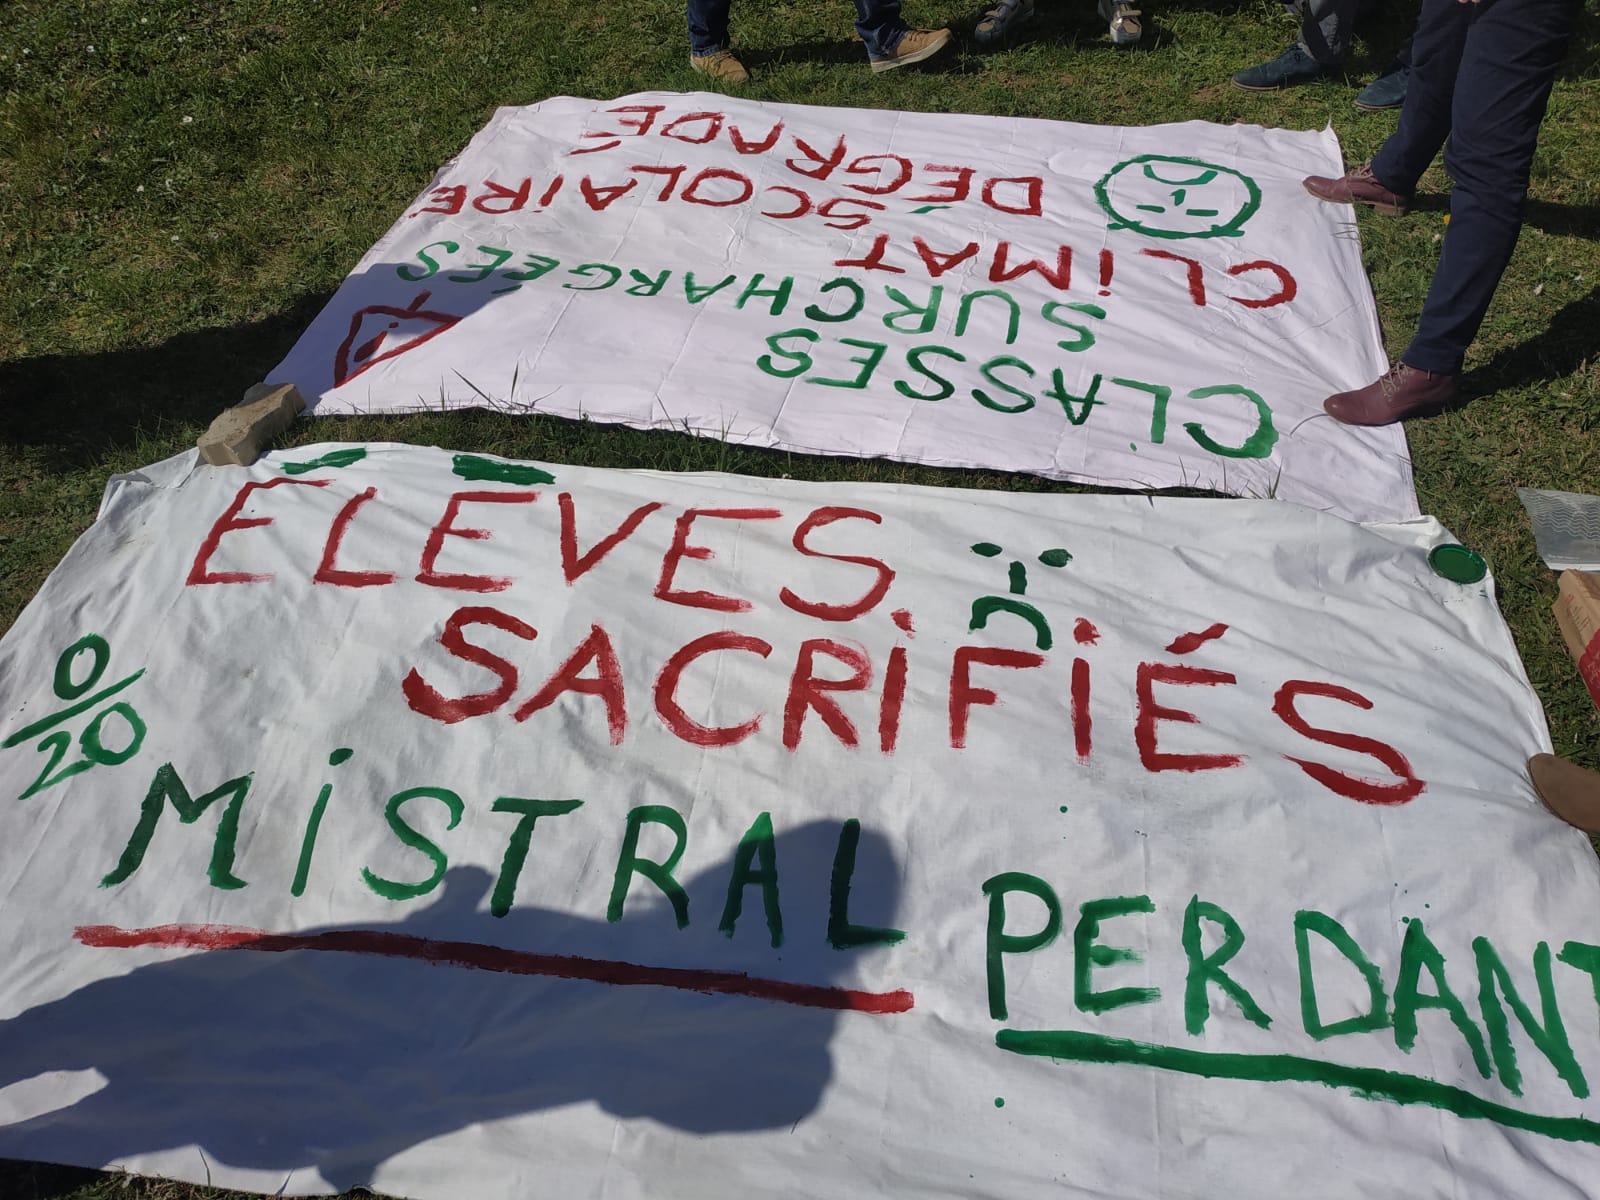 CLASSES
SURCHARGÉES
CLiMAT SCOLAiRE
DÉGRADÉ
!
ÉLÈVES
SACRiFiÉS
0/20
MiSTRAL PERDANT